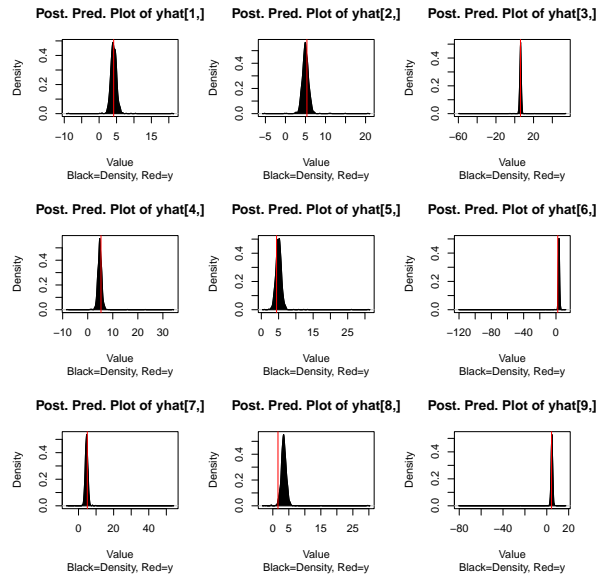 Post. Pred. Plot of yhat[1,]
Density
0.0 0.2 0.4
-10 0 5 15
Value
Black=Density, Red=y
Post. Pred. Plot of yhat[2,]
Density
0.0 0.2 0.4
-5 0 5 10 20
Value
Black=Density, Red=y
Post. Pred. Plot of yhat[3,]
Density
0.0 0.2 0.4
-60 -20 20
Value
Black=Density, Red=y
Post. Pred. Plot of yhat[4,]
Density
0.0 0.2 0.4
-10 0 10 20 30
Value
Black=Density, Red=y
Post. Pred. Plot of yhat[5,]
Density
0.0 0.2 0.4
0 5 15 25
Value
Black=Density, Red=y
Post. Pred. Plot of yhat[6,]
Density
0.0 0.2 0.4
-120 -80 -40 0
Value
Black=Density, Red=y
Post. Pred. Plot of yhat[7,]
Density
0.0 0.2 0.4
0 20 40
Value
Black=Density, Red=y
Post. Pred. Plot of yhat[8,]
Density
0.0 0.2 0.4
0 5 15 25
Value
Black=Density, Red=y
Post. Pred. Plot of yhat[9,]
Density
0.0 0.2 0.4
-80 -40 0 20
Value
Black=Density, Red=y